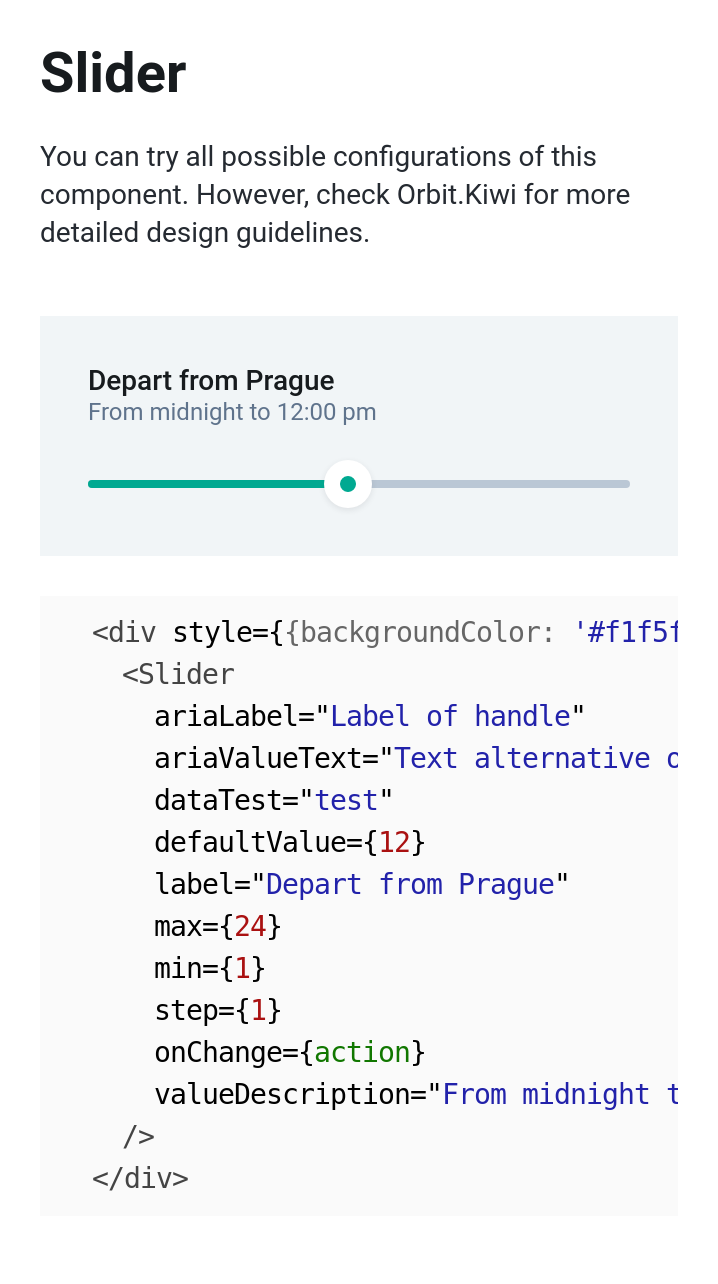 Slider
You can try all possible configurations of this
component. However, check Orbit.Kiwi for more
detailed design guidelines.
Depart from Prague
From midnight to 12:00 pm
<div style={{backgroundColor: '#f1f5f
<Slider
ariaLabel="Label of handle"
ariaValueText="Text alternative o
dataTest="test"
defaultValue={12}
label="Depart from Prague"
max={24}
min={1}
step={1}
onChange={action}
valueDescription="From midnight t
/>
</div>